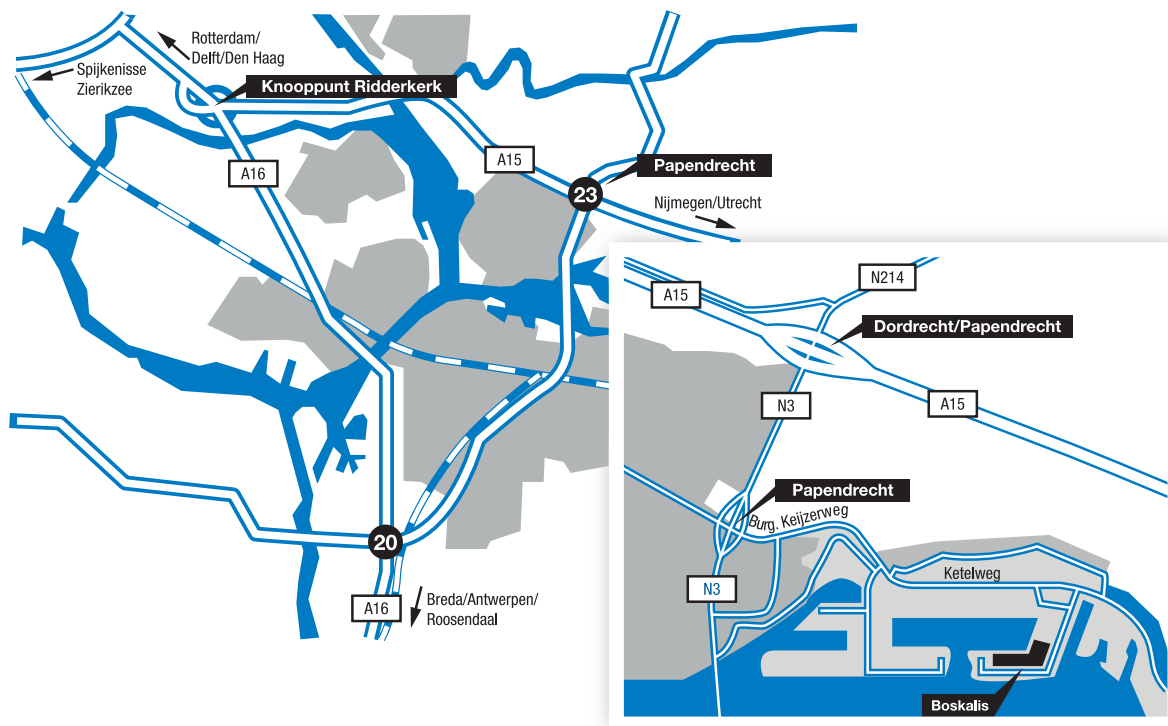 Rotterdam/
Delft/Den Haag
Spijkenisse
Zierikzee
Knooppunt Ridderkerk
A16
A15
Papendrecht
23
Nijmegen/Utrecht
20
A16
Breda/Antwerpen/
Roosendaal
N214
A15
Dordrecht/Papendrecht
N3
A15
Papendrecht
Burg. Keijzerweg
Ketelweg
N3
Boskalis